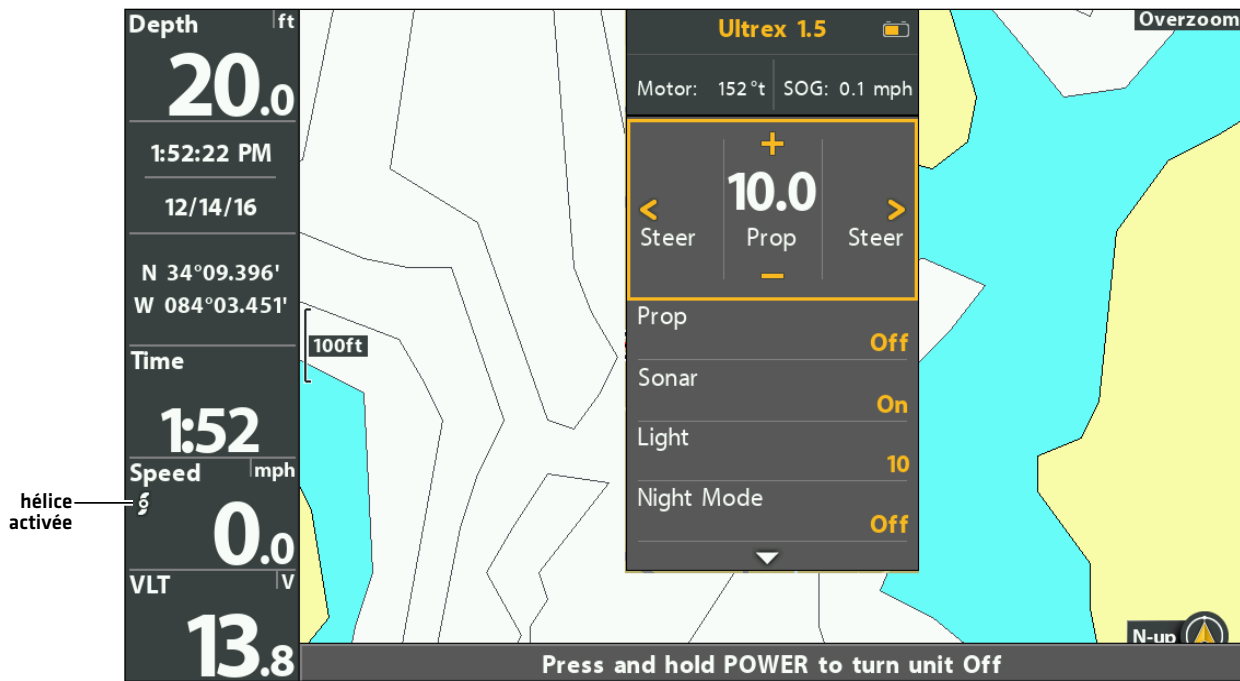 Depth ft
20.0
1:52:22 PM
12/14/16
N 34°09.396'
W 084°03.451'
Time
1:52
Speed mph
0.0
VLT V
13.8
hélice
activée
100ft
Ultrex 1.5
Motor: 152°t SOG: 0.1 mph
+
< 10.0 >
Steer Prop Steer
−
Prop
Off
Sonar
On
Light
10
Night Mode
Off
Overzoom
N-up
Press and hold POWER to turn unit Off